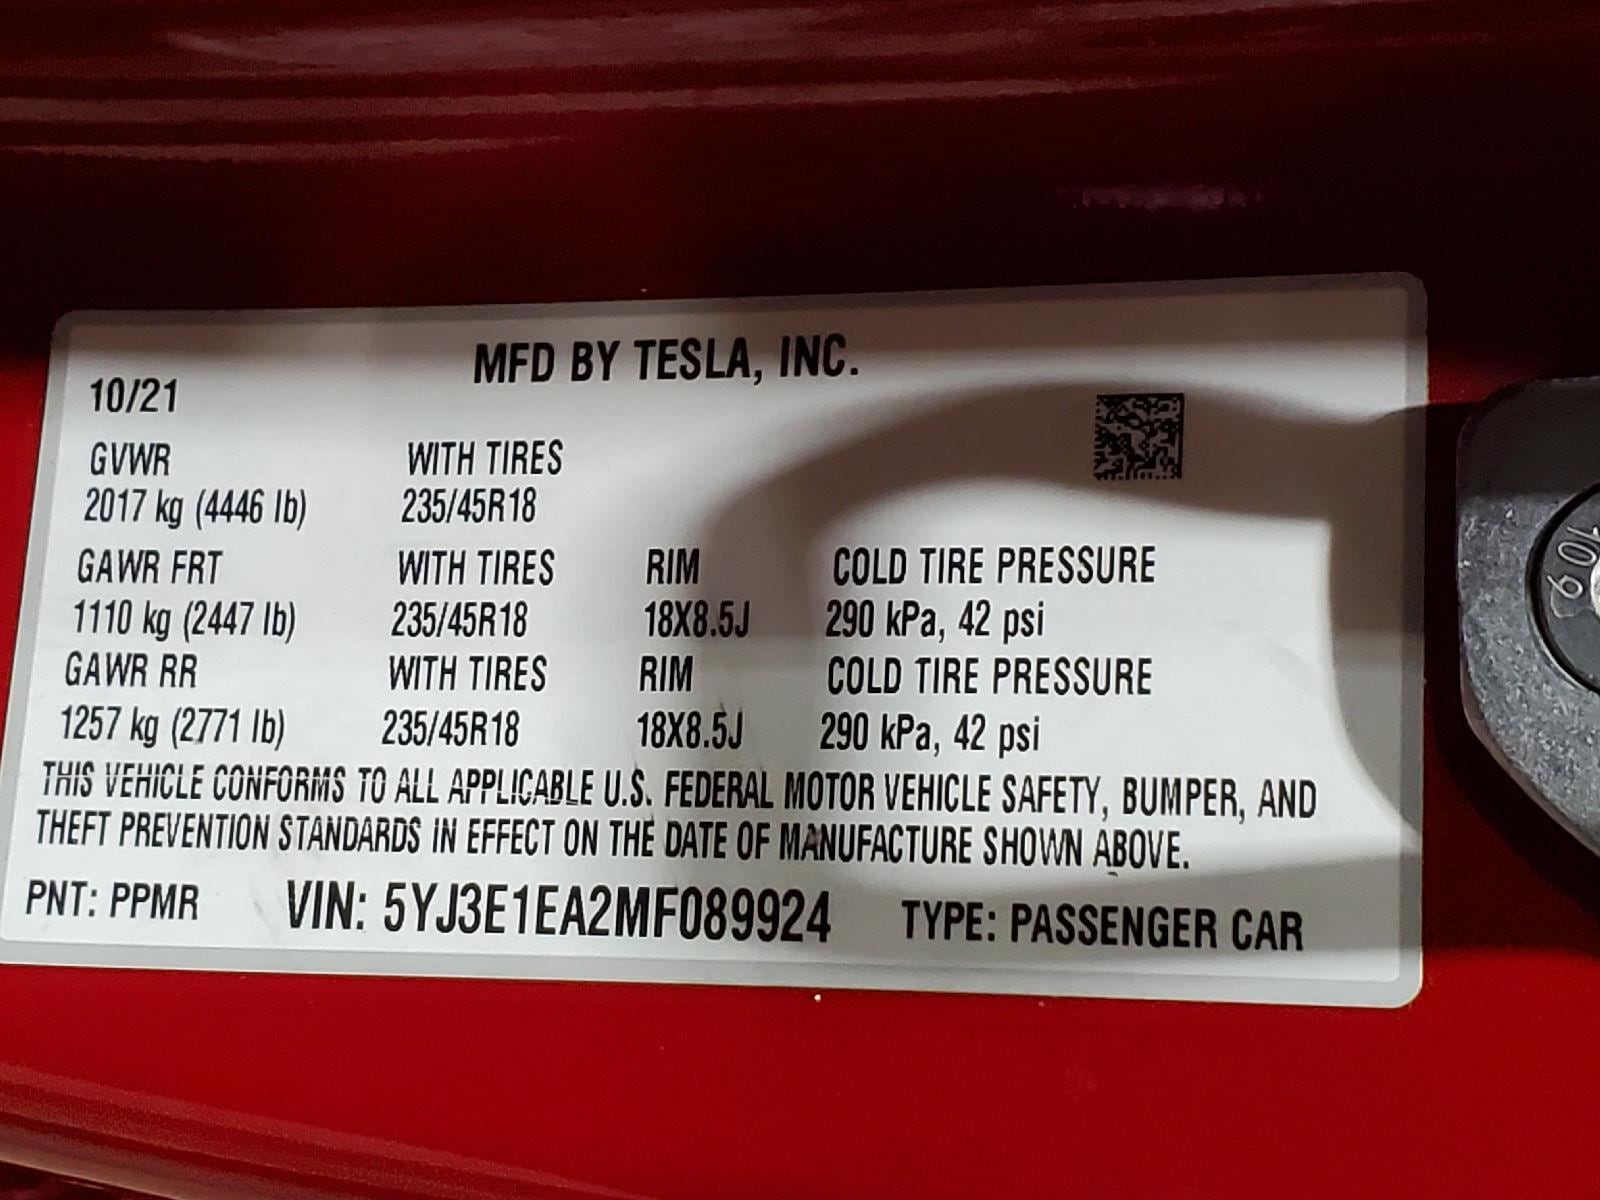 MFD BY TESLA, INC.
10/21
GVWR WITH TIRES
2017 kg (4446 lb) 235/45R18
GAWR FRT WITH TIRES RIM COLD TIRE PRESSURE
1110 kg (2447 lb) 235/45R18 18X8.5J 290 kPa, 42 psi
GAWR RR WITH TIRES RIM COLD TIRE PRESSURE
1257 kg (2771 lb) 235/45R18 18X8.5J 290 kPa, 42 psi
THIS VEHICLE CONFORMS TO ALL APPLICABLE U.S. FEDERAL MOTOR VEHICLE SAFETY, BUMPER, AND
THEFT PREVENTION STANDARDS IN EFFECT ON THE DATE OF MANUFACTURE SHOWN ABOVE.
PNT: PPMR VIN: 5YJ3E1EA2MF089924 TYPE: PASSENGER CAR